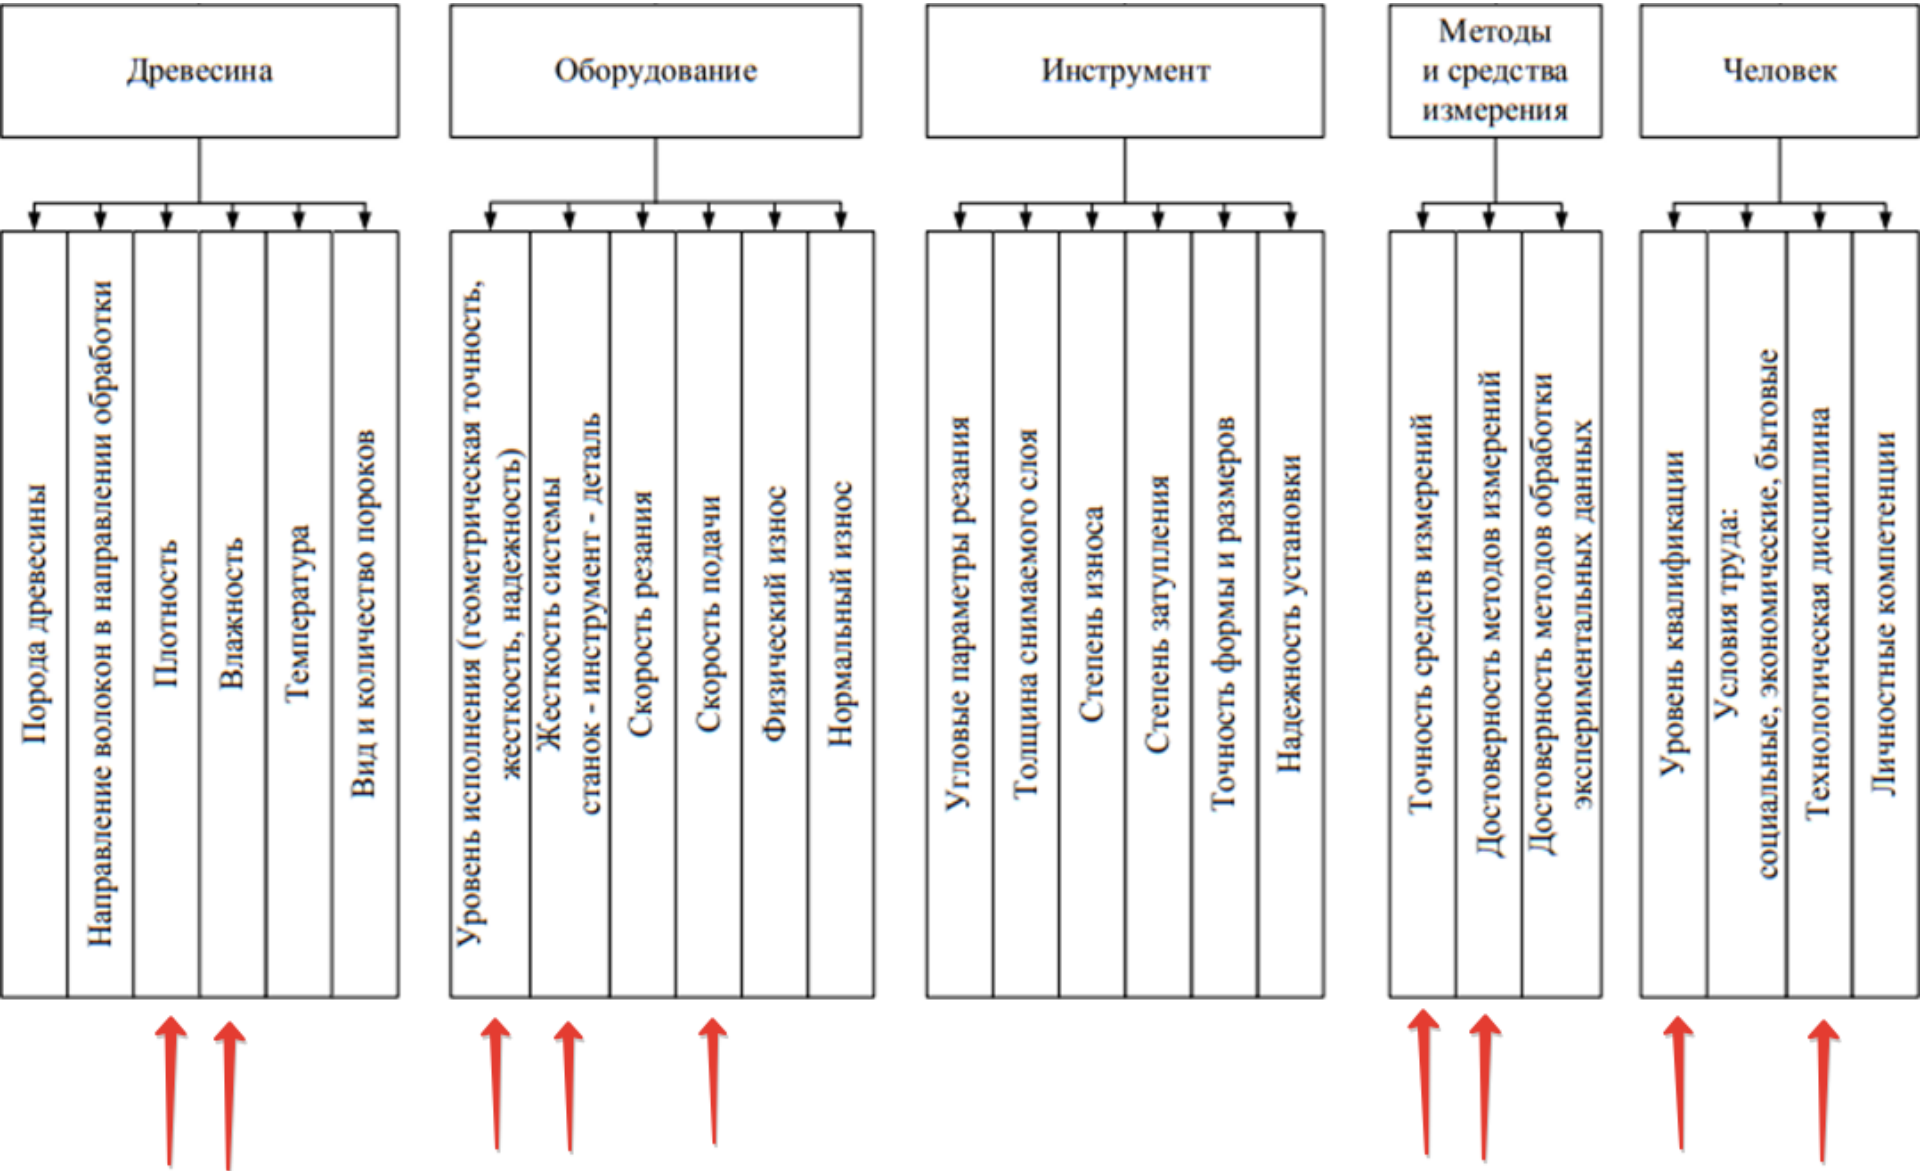 Древесина
Оборудование
Инструмент
Методы
и средства
измерения
Человек
Порода древесины
Направление волокон в направлении обработки
Плотность
Влажность
Температура
Вид и количество пороков
Уровень исполнения (геометрическая точность,
жесткость, надежность)
Жесткость системы
станок - инструмент - деталь
Скорость резания
Скорость подачи
Физический износ
Нормальный износ
Угловые параметры резания
Толщина снимаемого слоя
Степень износа
Степень затупления
Точность формы и размеров
Надежность установки
Точность средств измерений
Достоверность методов измерений
Достоверность методов обработки
экспериментальных данных
Уровень квалификации
Условия труда:
социальные, экономические, бытовые
Технологическая дисциплина
Личностные компетенции